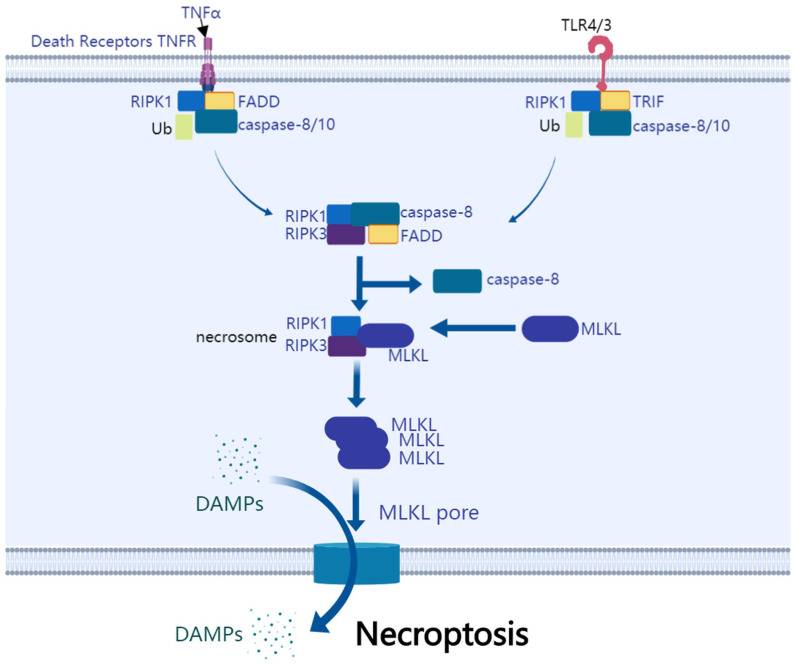 TNFα
Death Receptors TNFR
TLR4/3
RIPK1
FADD
Ub
caspase-8/10
RIPK1
TRIF
Ub
caspase-8/10
RIPK1
caspase-8
RIPK3
FADD
caspase-8
necrosome
RIPK1
RIPK3
MLKL
MLKL
MLKL
MLKL
MLKL
DAMPs
MLKL pore
DAMPs
Necroptosis